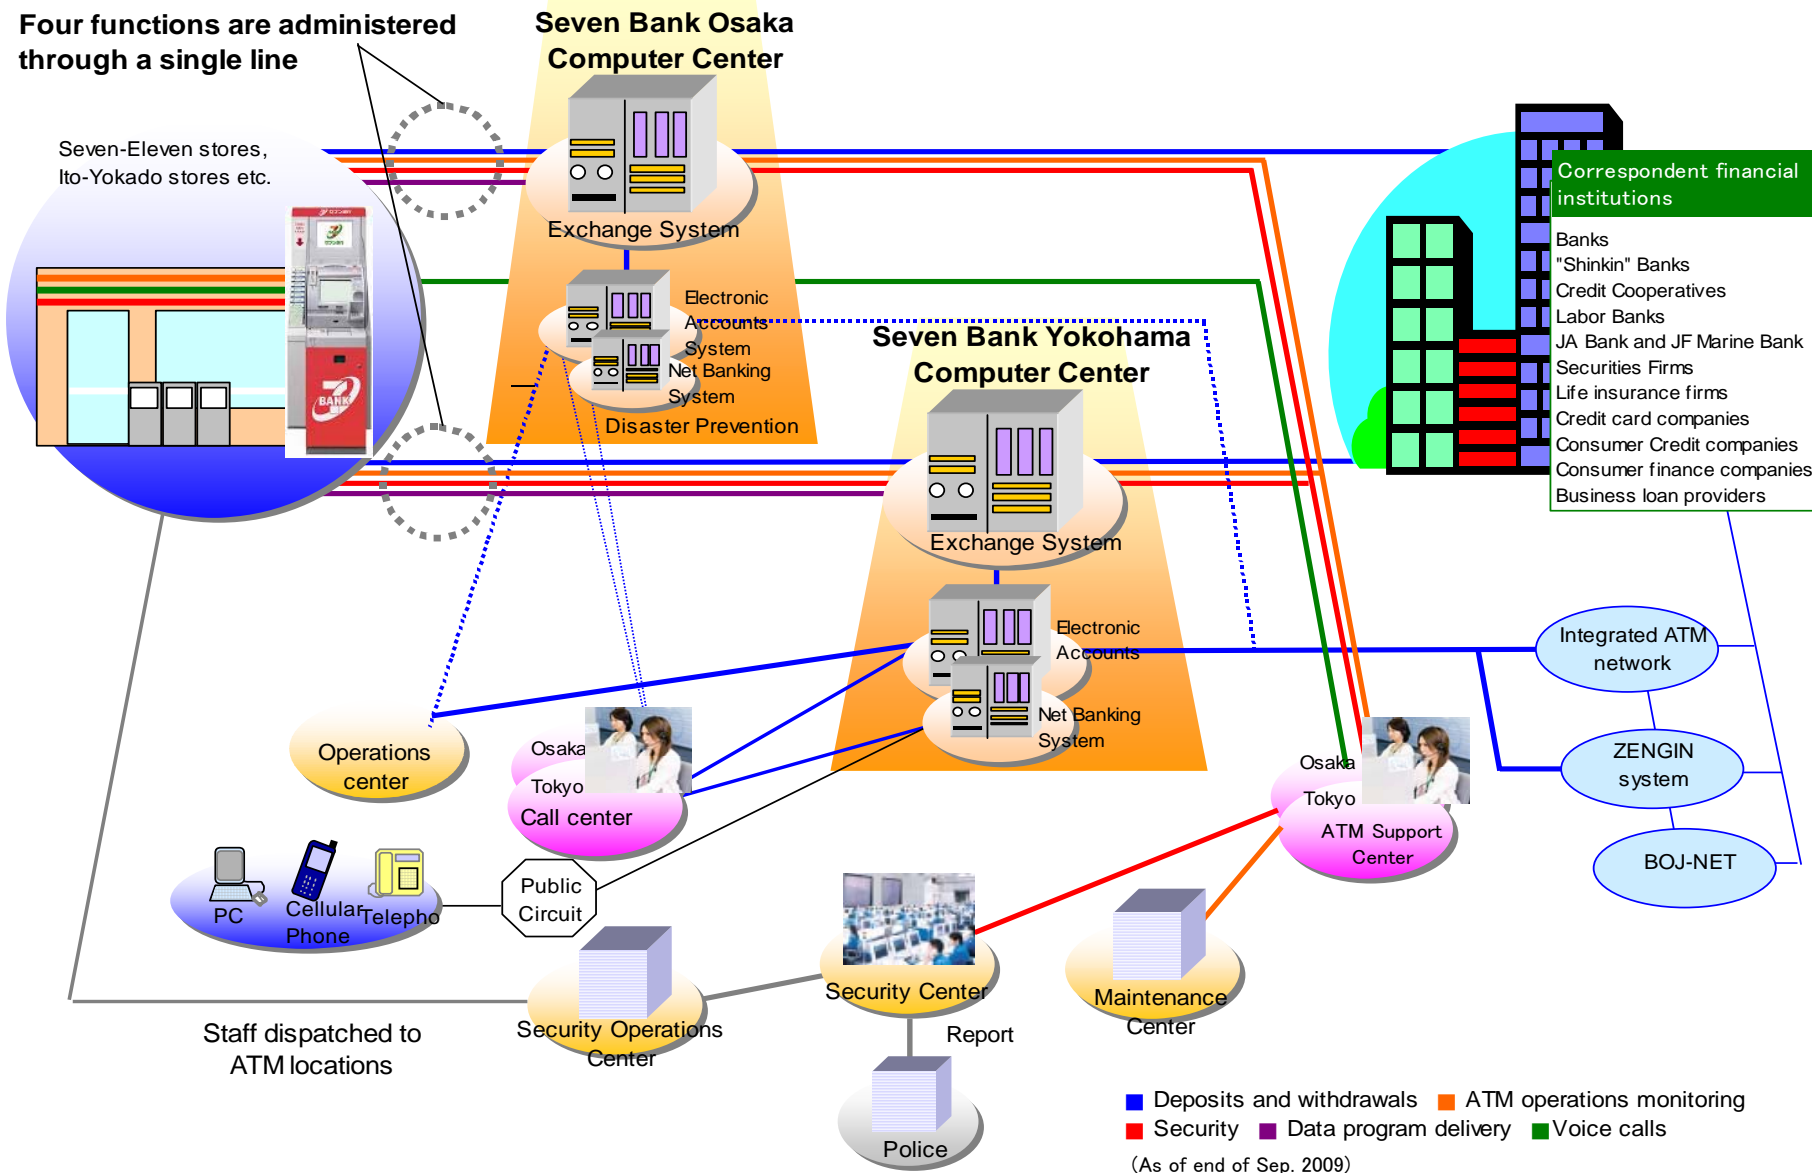 Four functions are administered
through a single line
Seven Bank Osaka
Computer Center
Seven-Eleven stores,
Ito-Yokado stores etc.
Exchange System
Electronic
Accounts
System
Net Banking
System
Disaster Prevention
BANK
Seven Bank Yokohama
Computer Center
Exchange System
Electronic
Accounts
Net Banking
System
Correspondent financial
institutions
Banks
"Shinkin" Banks
Credit Cooperatives
Labor Banks
JA Bank and JF Marine Bank
Securities Firms
Life insurance firms
Credit card companies
Consumer Credit companies
Consumer finance companies
Business loan providers
Integrated ATM
network
ZENGIN
system
BOJ-NET
Operations
center
Osaka
Tokyo
Call center
Osaka
Tokyo
ATM Support
Center
PC
Cellular
Phone
Telepho
Public
Circuit
Security Operations
Center
Security Center
Maintenance
Center
Report
Police
Staff dispatched to
ATM locations
Deposits and withdrawals
ATM operations monitoring
Security
Data program delivery
Voice calls
(As of end of Sep. 2009)